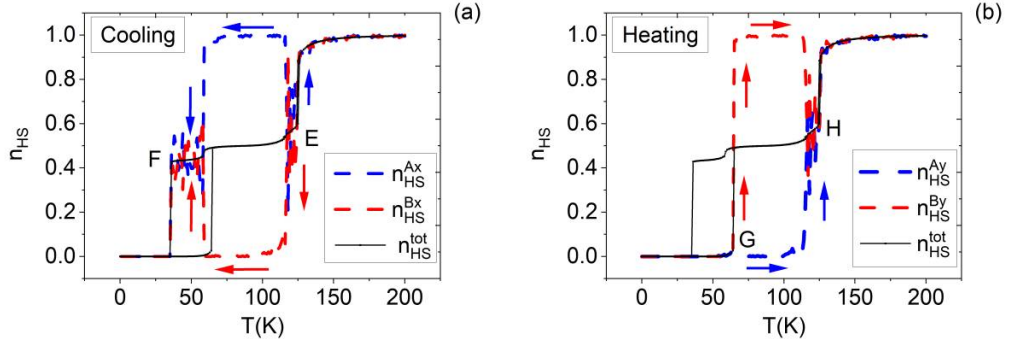 (a)
Cooling
1.0
0.8
0.6
0.4
0.2
0.0
n_HS
F
E
n_HS^Ax
n_HS^Bx
n_HS^tot
0 50 100 150 200
T(K)
(b)
Heating
1.0
0.8
0.6
0.4
0.2
0.0
n_HS
H
G
n_HS^Ay
n_HS^By
n_HS^tot
0 50 100 150 200
T(K)